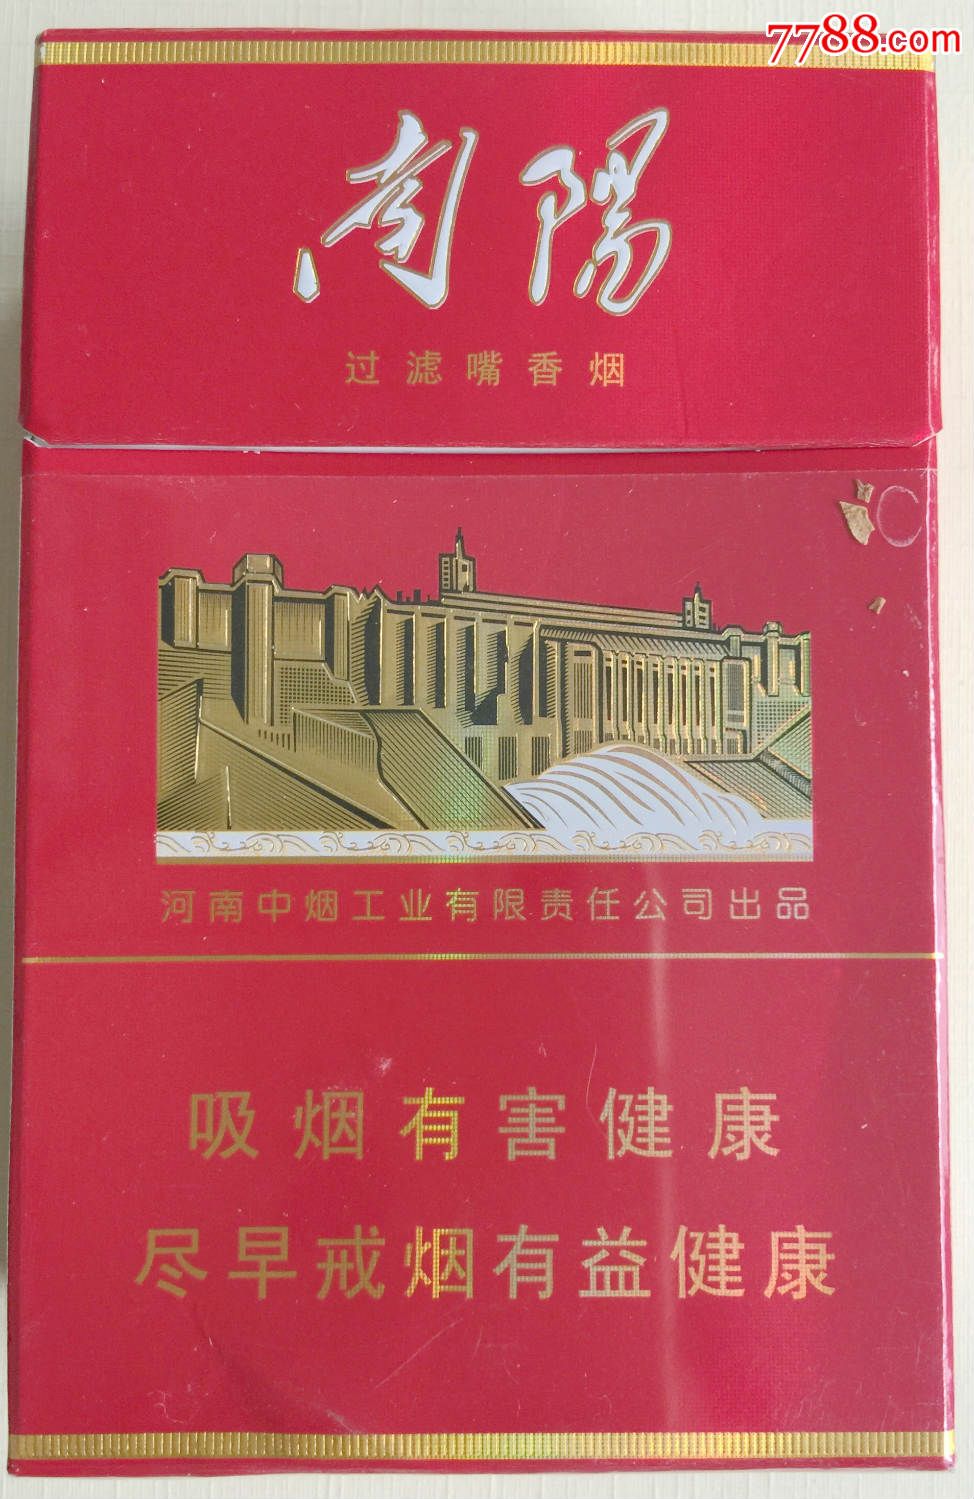 7788.com
南陽
过滤嘴香烟
河南中烟工业有限责任公司出品
吸烟有害健康
尽早戒烟有益健康